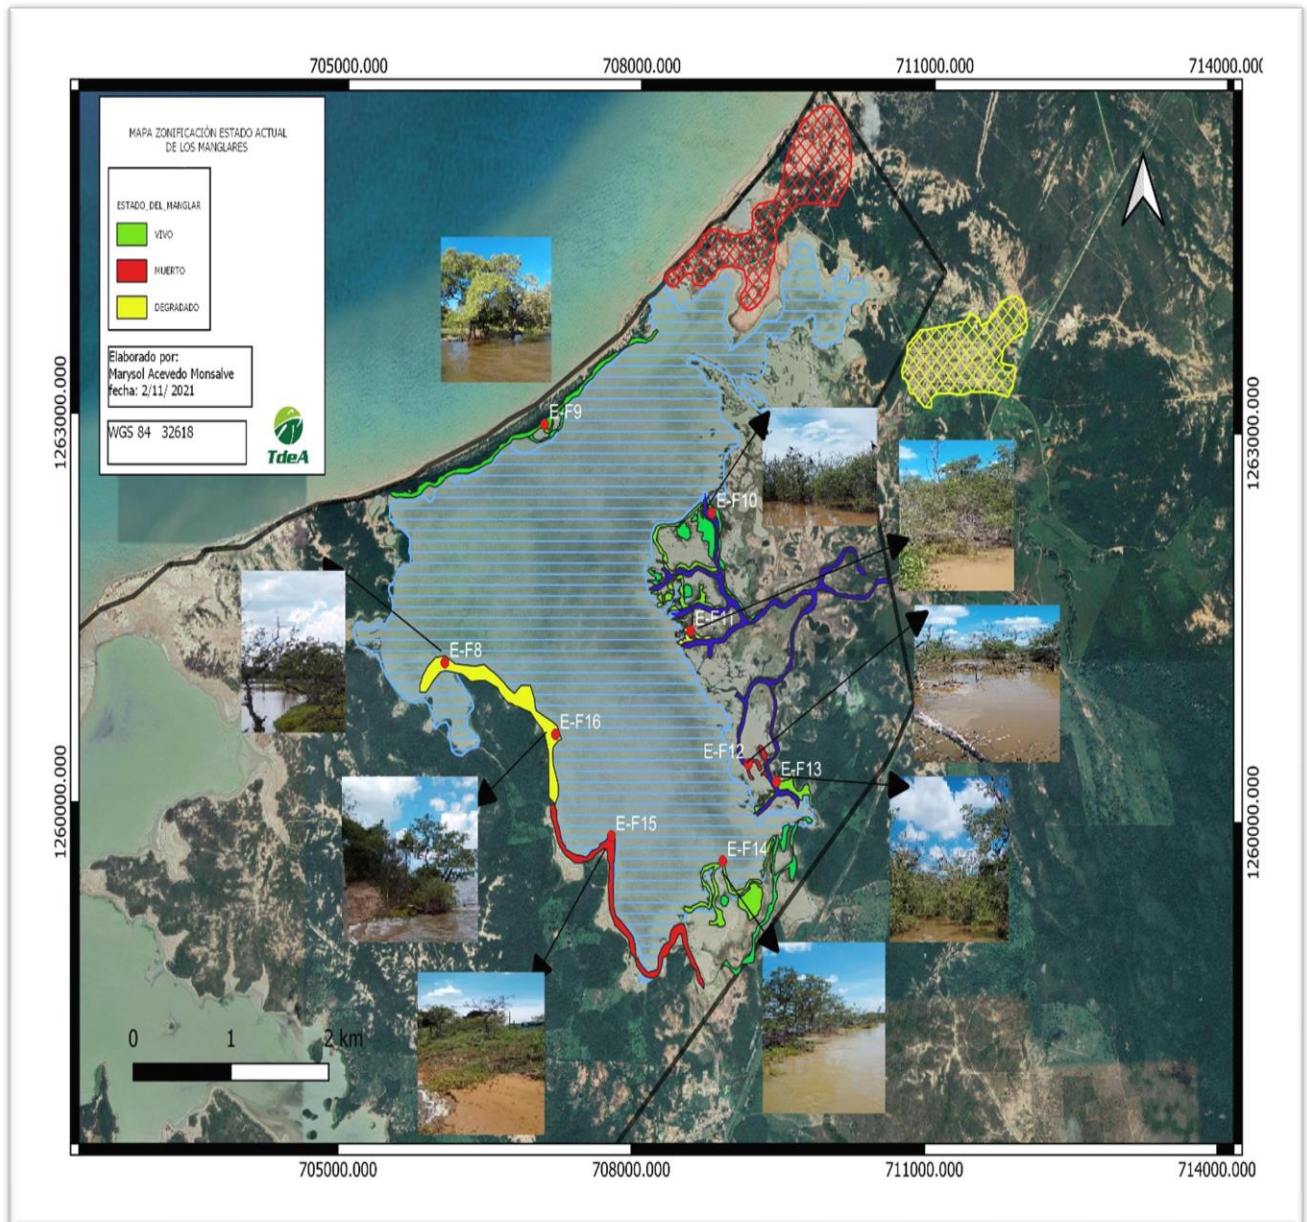 705000.000
708000.000
711000.000
714000.00
MAPA ZONIFICACIÓN ESTADO ACTUAL
DE LOS MANGLARES
ESTADO_DEL_MANGLAR
VIVO
MUERTO
DEGRADADO
Elaborado por:
Marysol Acevedo Monsalve
fecha: 2/11/ 2021
WGS 84 32618
TdeA
1263000.000
1263000.000
E-F9
E-F10
E-F11
E-F8
E-F16
E-F12
E-F13
E-F15
E-F14
1260000.000
1260000.000
0 1 2 km
705000.000
708000.000
711000.000
714000.000